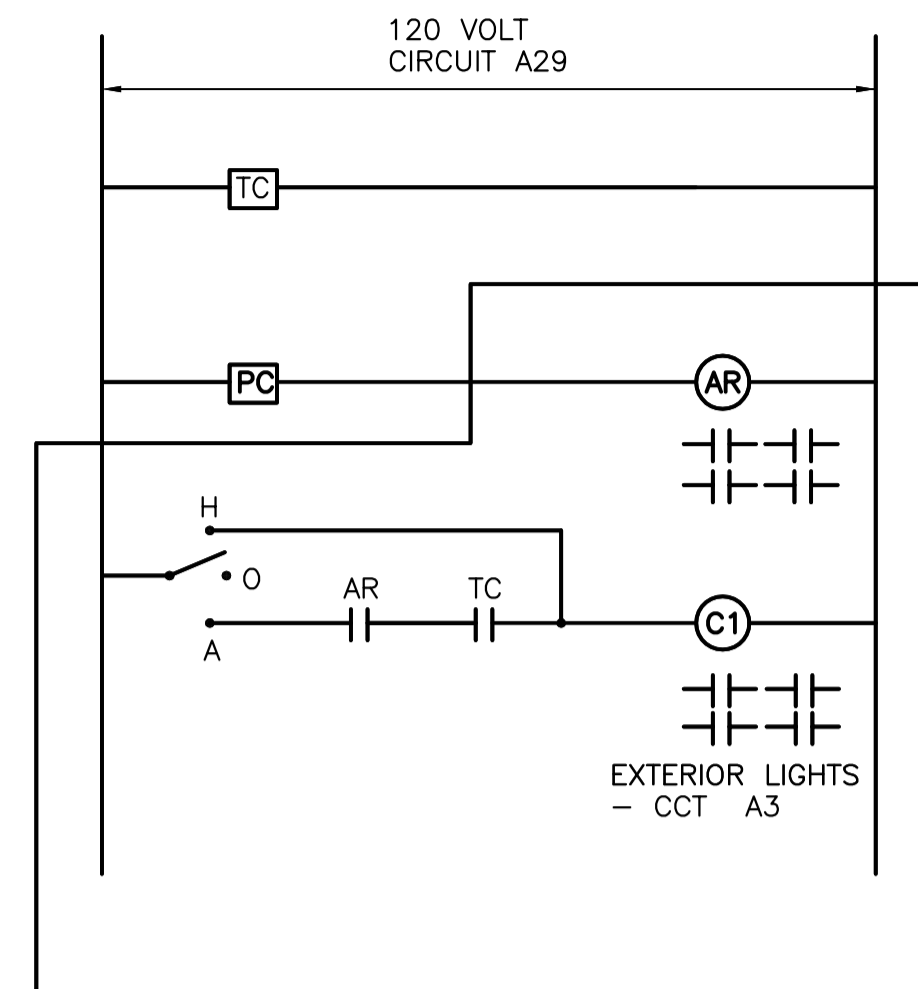 120 VOLT
CIRCUIT A29
TC
PC
AR
H
O
AR TC
C1
A
EXTERIOR LIGHTS
– CCT A3